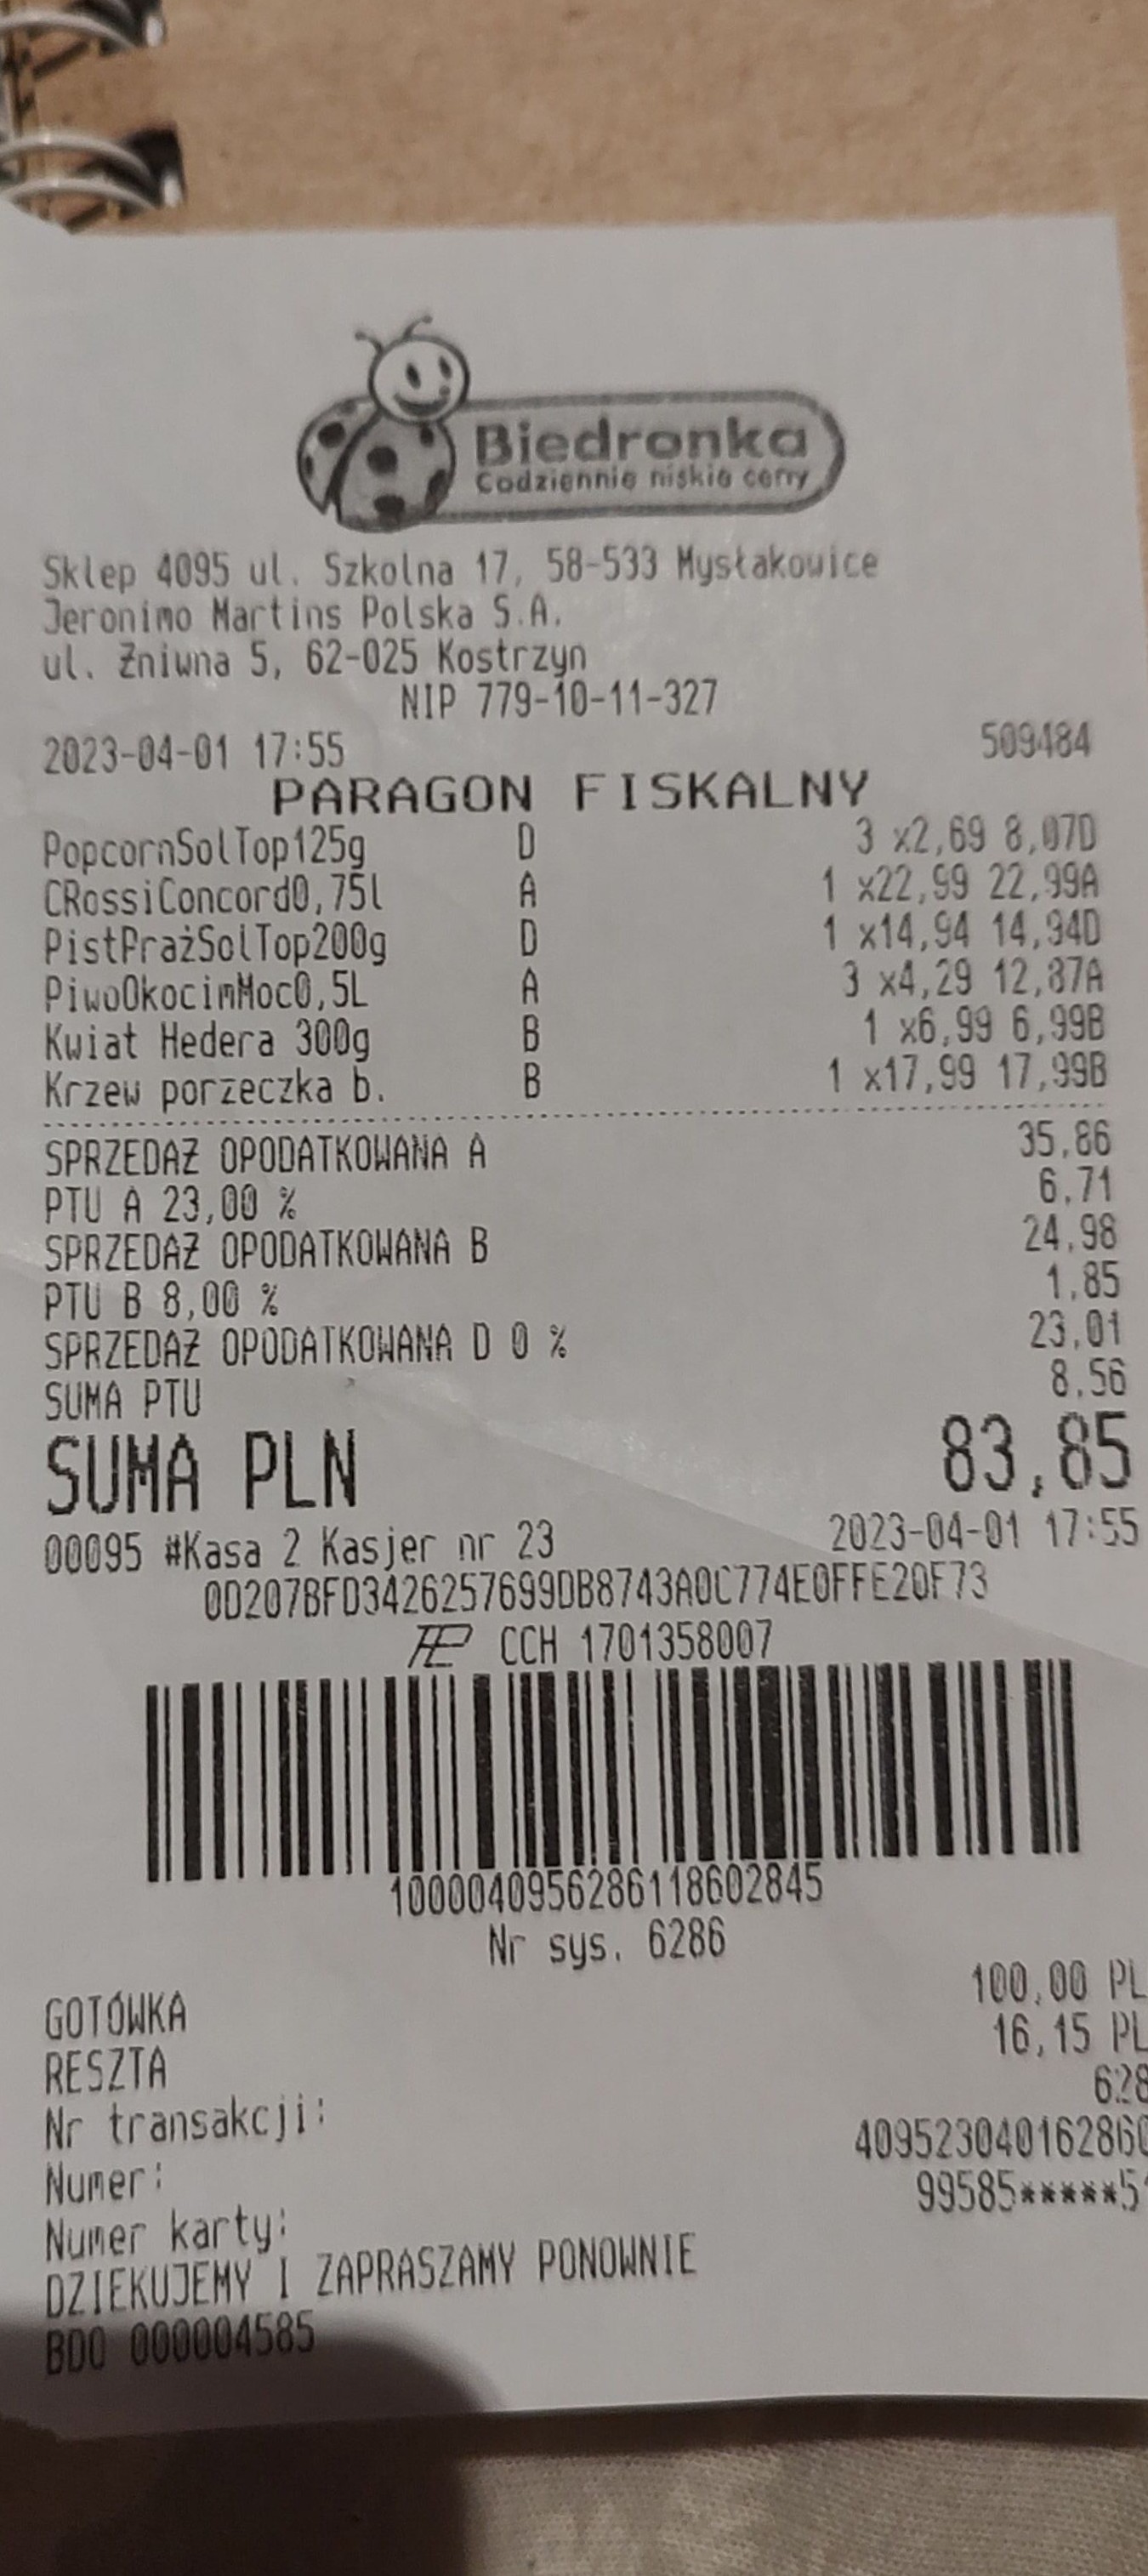 Biedronka
Codziennie niskie ceny
Sklep 4095 ul. Szkolna 17, 58-533 Mysłakowice
Jeronimo Martins Polska S.A.
ul. Żniwna 5, 62-025 Kostrzyn
NIP 779-10-11-327
2023-04-01 17:55 509484
PARAGON FISKALNY
PopcornSolTop125g D 3 x2,69 8,07D
CRossiConcord0,75l A 1 x22,99 22,99A
PistPrażSolTop200g D 1 x14,94 14,94D
PiwoOkocimMoc0,5L A 3 x4,29 12,87A
Kwiat Hedera 300g B 1 x6,99 6,99B
Krzew porzeczka b. B 1 x17,99 17,99B
SPRZEDAŻ OPODATKOWANA A 35,86
PTU A 23,00 % 6,71
SPRZEDAŻ OPODATKOWANA B 24,98
PTU B 8,00 % 1,85
SPRZEDAŻ OPODATKOWANA D 0 % 23,01
SUMA PTU 8,56
SUMA PLN 83,85
00095 #Kasa 2 Kasjer nr 23 2023-04-01 17:55
0D207BFD3426257699DB8743A0C774E0FFE20F73
CCH 1701358007
1000040956286118602845
Nr sys. 6286
GOTÓWKA 100,00 PL
RESZTA 16,15 PL
Nr transakcji: 628
Numer: 409523040162860
Numer karty: 99585*****51
DZIEKUJEMY I ZAPRASZAMY PONOWNIE
BDO 000004585